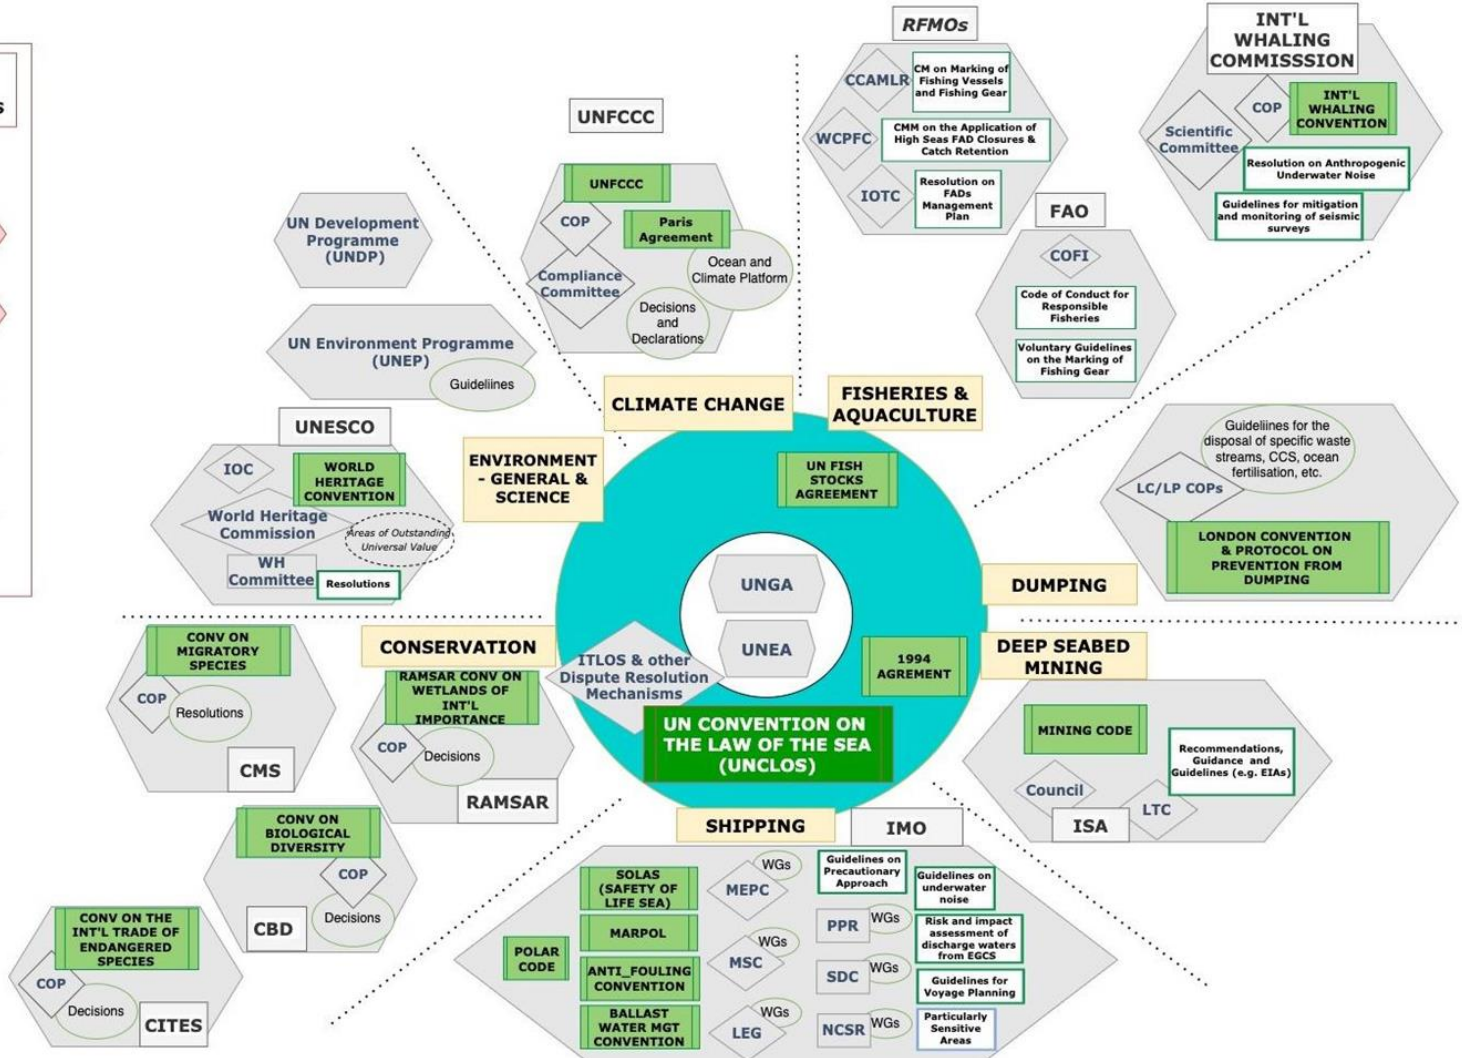 s
RFMOs
CCAMLR
CM on Marking of
Fishing Vessels
and Fishing Gear
WCPFC
CMM on the Application of
High Seas FAD Closures &
Catch Retention
IOTC
Resolution on
FADs
Management
Plan
INT'L
WHALING
COMMISSSION
COP
INT'L
WHALING
CONVENTION
Scientific
Committee
Resolution on Anthropogenic
Underwater Noise
Guidelines for mitigation
and monitoring of seismic
surveys
FAO
COFI
Code of Conduct for
Responsible
Fisheries
Voluntary Guidelines
on the Marking of
Fishing Gear
UNFCCC
UNFCCC
COP
Paris
Agreement
Compliance
Committee
Ocean and
Climate Platform
Decisions
and
Declarations
UN Development
Programme
(UNDP)
UN Environment Programme
(UNEP)
Guideliines
CLIMATE CHANGE
FISHERIES &
AQUACULTURE
ENVIRONMENT
- GENERAL &
SCIENCE
UNESCO
IOC
WORLD
HERITAGE
CONVENTION
World Heritage
Commission
Areas of Outstanding
Universal Value
WH
Committee
Resolutions
UN FISH
STOCKS
AGREEMENT
UNGA
UNEA
ITLOS & other
Dispute Resolution
Mechanisms
1994
AGREMENT
UN CONVENTION ON
THE LAW OF THE SEA
(UNCLOS)
DUMPING
Guideliines for the
disposal of specific waste
streams, CCS, ocean
fertilisation, etc.
LC/LP COPs
LONDON CONVENTION
& PROTOCOL ON
PREVENTION FROM
DUMPING
DEEP SEABED
MINING
MINING CODE
Recommendations,
Guidance and
Guidelines (e.g. EIAs)
Council
LTC
ISA
CONSERVATION
CONV ON
MIGRATORY
SPECIES
COP
Resolutions
CMS
RAMSAR CONV ON
WETLANDS OF
INT'L
IMPORTANCE
COP
Decisions
RAMSAR
CONV ON
BIOLOGICAL
DIVERSITY
COP
Decisions
CBD
CONV ON THE
INT'L TRADE OF
ENDANGERED
SPECIES
COP
Decisions
CITES
SHIPPING
IMO
SOLAS
(SAFETY OF
LIFE SEA)
MARPOL
POLAR
CODE
ANTI_FOULING
CONVENTION
BALLAST
WATER MGT
CONVENTION
WGs
MEPC
WGs
MSC
WGs
LEG
Guidelines on
Precautionary
Approach
PPR
WGs
SDC
WGs
NCSR
WGs
Guidelines on
underwater
noise
Risk and impact
assessment of
discharge waters
from EGCS
Guidelines for
Voyage Planning
Particularly
Sensitive
Areas